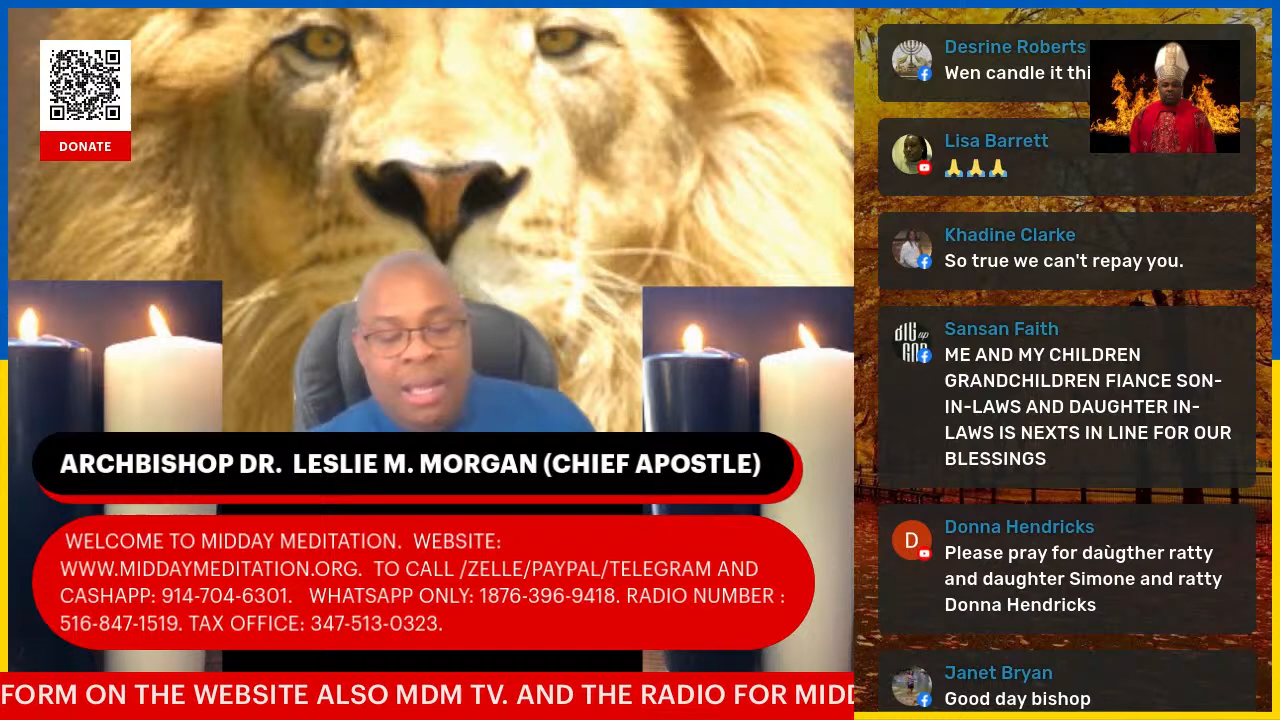 DONATE
ARCHBISHOP DR. LESLIE M. MORGAN (CHIEF APOSTLE)
WELCOME TO MIDDAY MEDITATION. WEBSITE:
WWW.MIDDAYMEDITATION.ORG. TO CALL /ZELLE/PAYPAL/TELEGRAM AND
CASHAPP: 914-704-6301. WHATSAPP ONLY: 1876-396-9418. RADIO NUMBER :
516-847-1519. TAX OFFICE: 347-513-0323.
FORM ON THE WEBSITE ALSO MDM TV. AND THE RADIO FOR
Desrine Roberts
Wen candle it
Lisa Barrett
🙏🙏🙏
Khadine Clarke
So true we can't repay you.
BIG up
GOD
Sansan Faith
ME AND MY CHILDREN
GRANDCHILDREN FIANCE SON-
IN-LAWS AND DAUGHTER IN-
LAWS IS NEXTS IN LINE FOR OUR
BLESSINGS
D
Donna Hendricks
Please pray for daùgther ratty
and daughter Simone and ratty
Donna Hendricks
Janet Bryan
Good day bishop